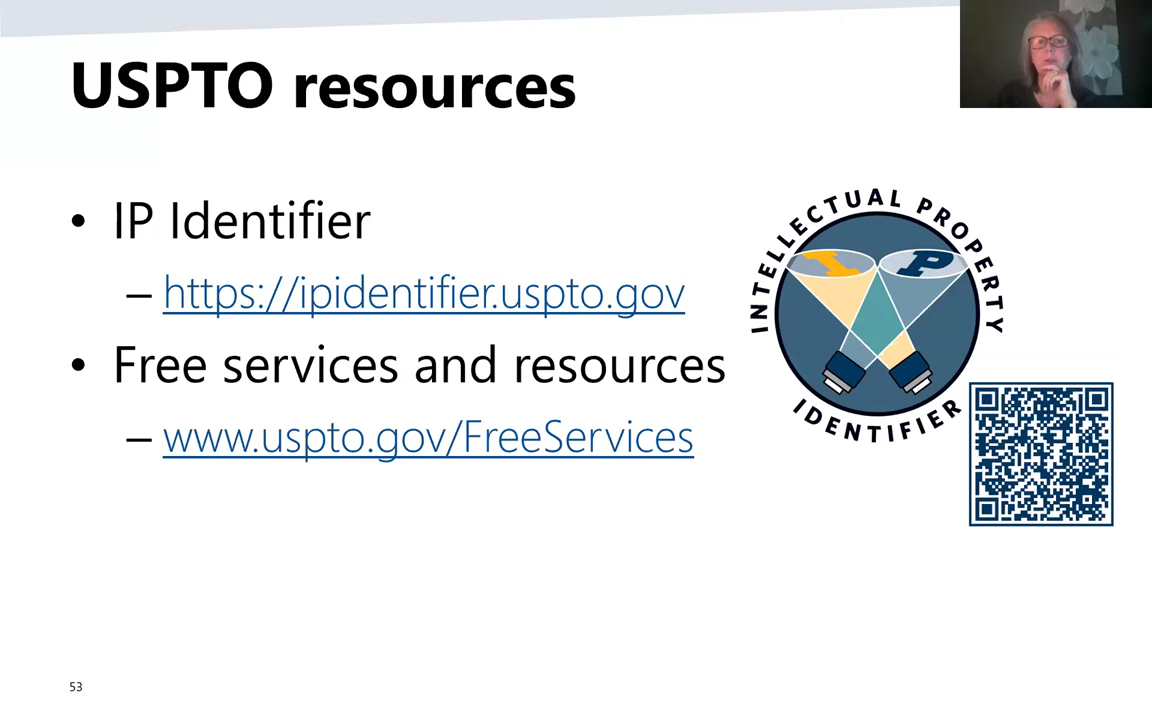 USPTO resources
• IP Identifier
– https://ipidentifier.uspto.gov
• Free services and resources
– www.uspto.gov/FreeServices
INTELLECTUAL PROPERTY
I P
IDENTIFIER
53